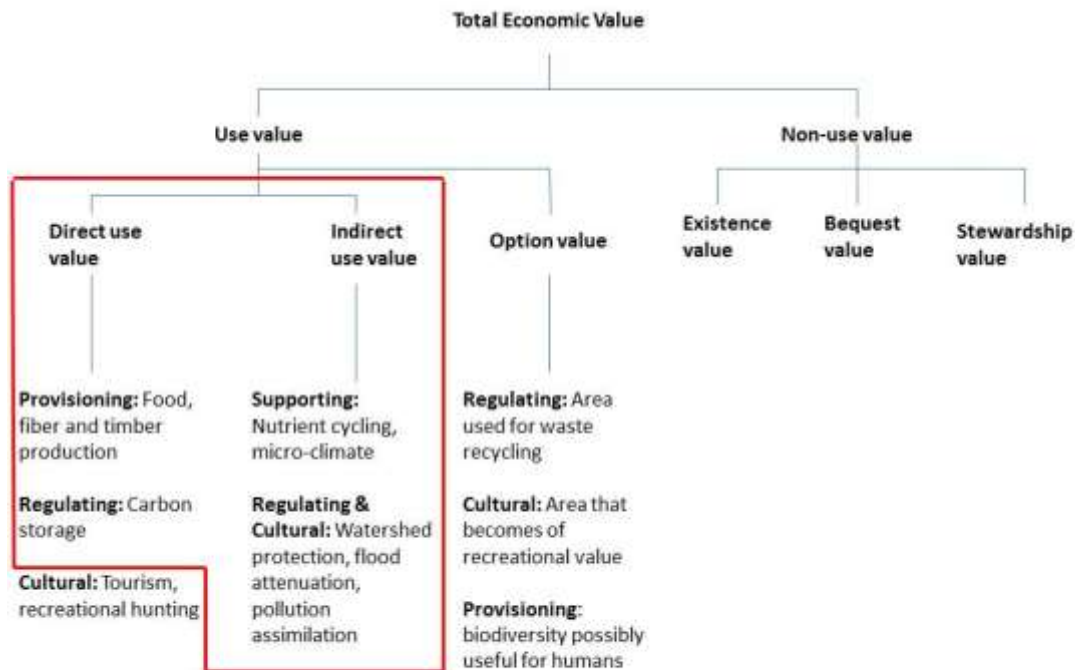 Total Economic Value
Use value
Non-use value
Direct use
value
Indirect
use value
Option value
Existence
value
Bequest
value
Stewardship
value
Provisioning: Food,
fiber and timber
production
Regulating: Carbon
storage
Cultural: Tourism,
recreational hunting
Supporting:
Nutrient cycling,
micro-climate
Regulating &
Cultural: Watershed
protection, flood
attenuation,
pollution
assimilation
Regulating: Area
used for waste
recycling
Cultural: Area that
becomes of
recreational value
Provisioning:
biodiversity possibly
useful for humans